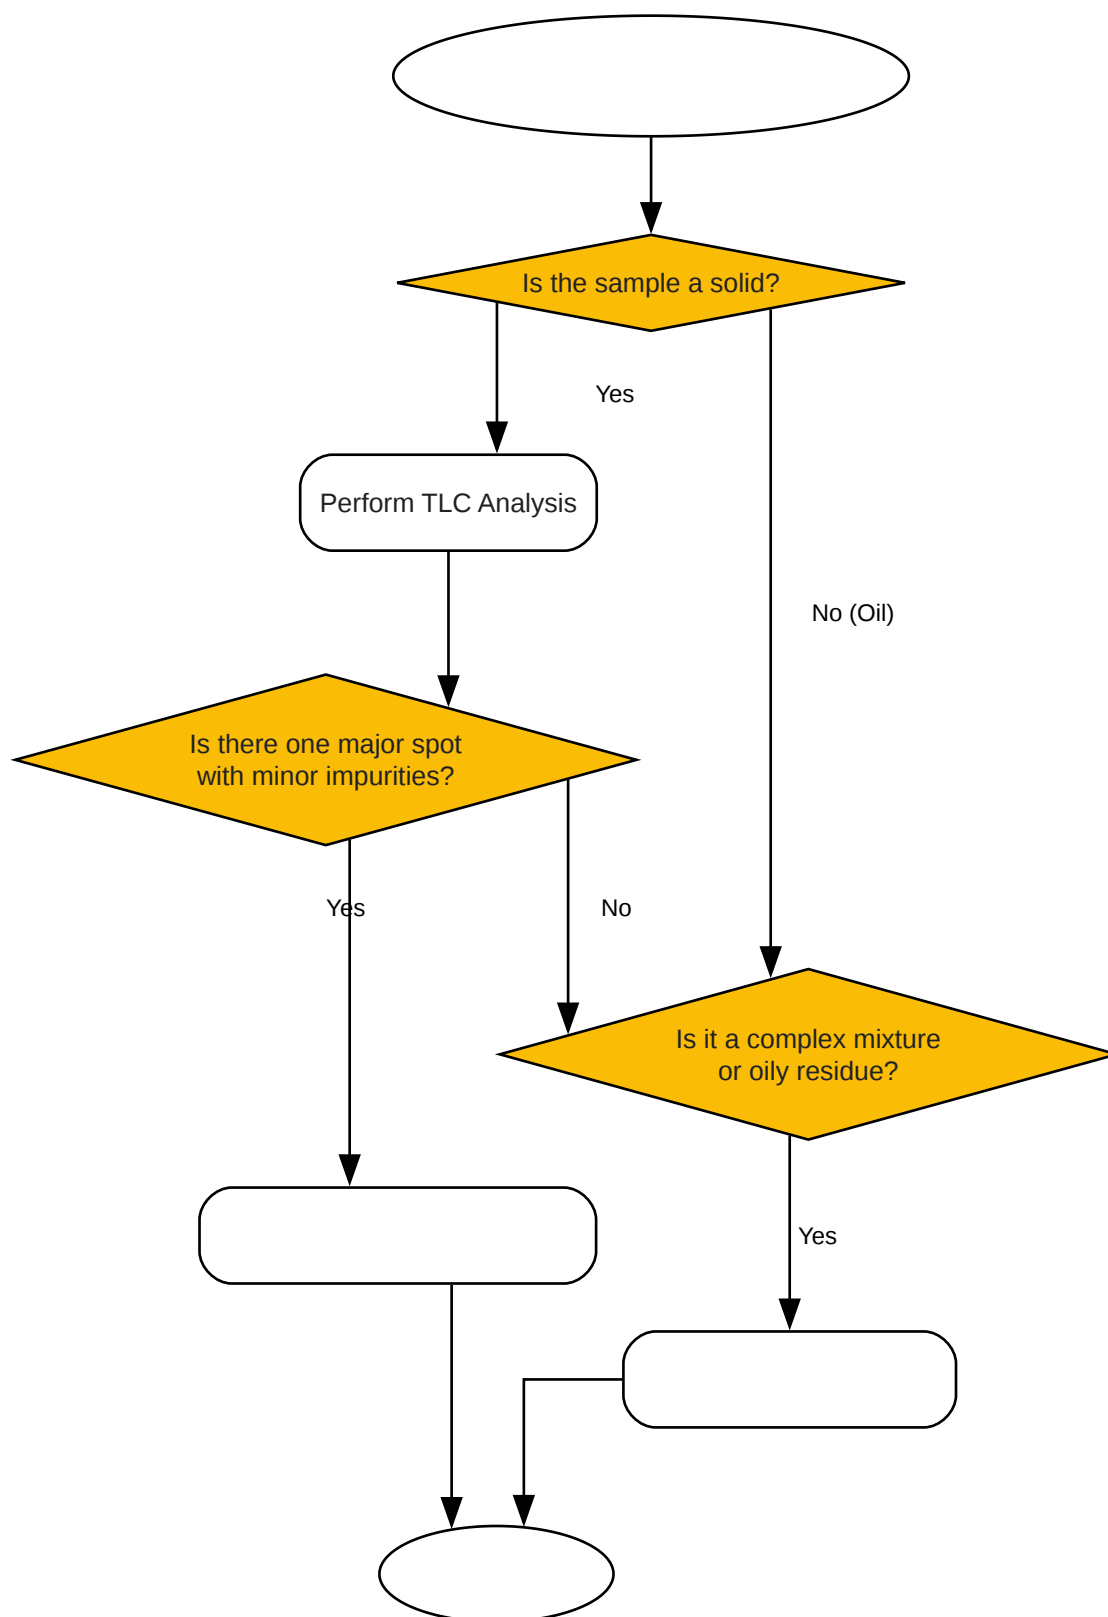 Is the sample a solid?
Yes
Perform TLC Analysis
No (Oil)
Is there one major spot
with minor impurities?
Yes
No
Is it a complex mixture
or oily residue?
Yes